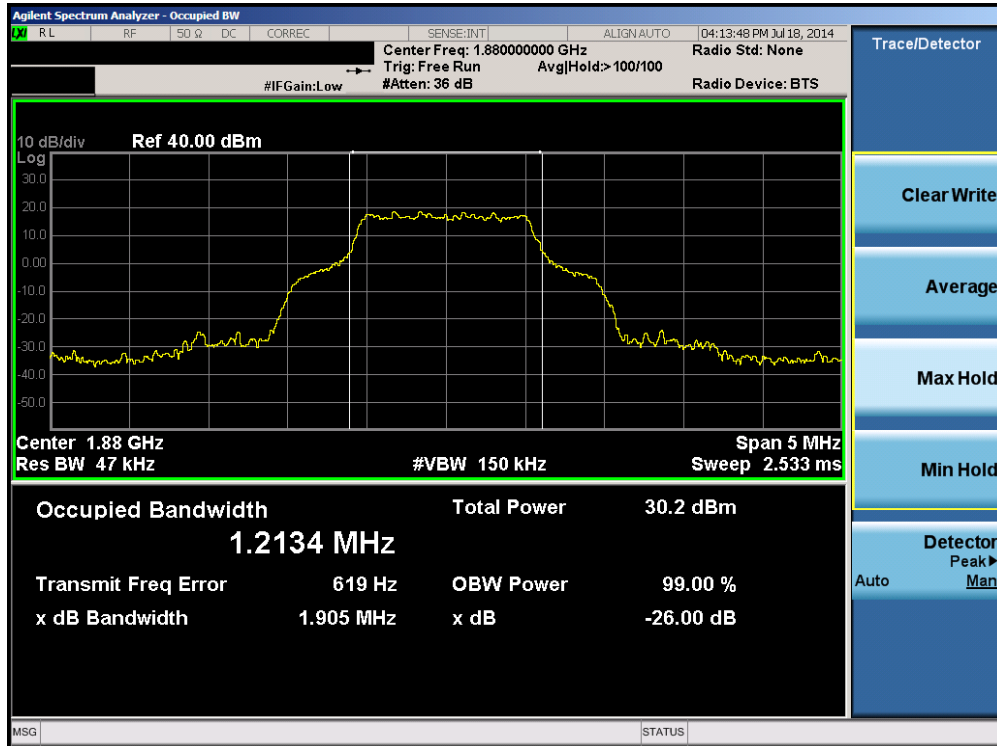 Agilent Spectrum Analyzer - Occupied BW
LXI RL RF 50 Ω DC CORREC SENSE:INT ALIGN AUTO 04:13:48 PM Jul 18, 2014
Center Freq: 1.880000000 GHz Radio Std: None
Trig: Free Run Avg|Hold:>100/100
#IFGain:Low #Atten: 36 dB Radio Device: BTS
10 dB/div Ref 40.00 dBm
Log
30.0
20.0
10.0
0.00
-10.0
-20.0
-30.0
-40.0
-50.0
Center 1.88 GHz Span 5 MHz
Res BW 47 kHz #VBW 150 kHz Sweep 2.533 ms
Occupied Bandwidth Total Power 30.2 dBm
1.2134 MHz
Transmit Freq Error 619 Hz OBW Power 99.00 %
x dB Bandwidth 1.905 MHz x dB -26.00 dB
MSG STATUS
Trace/Detector
Clear Write
Average
Max Hold
Min Hold
Detector
Peak▶
Auto Man